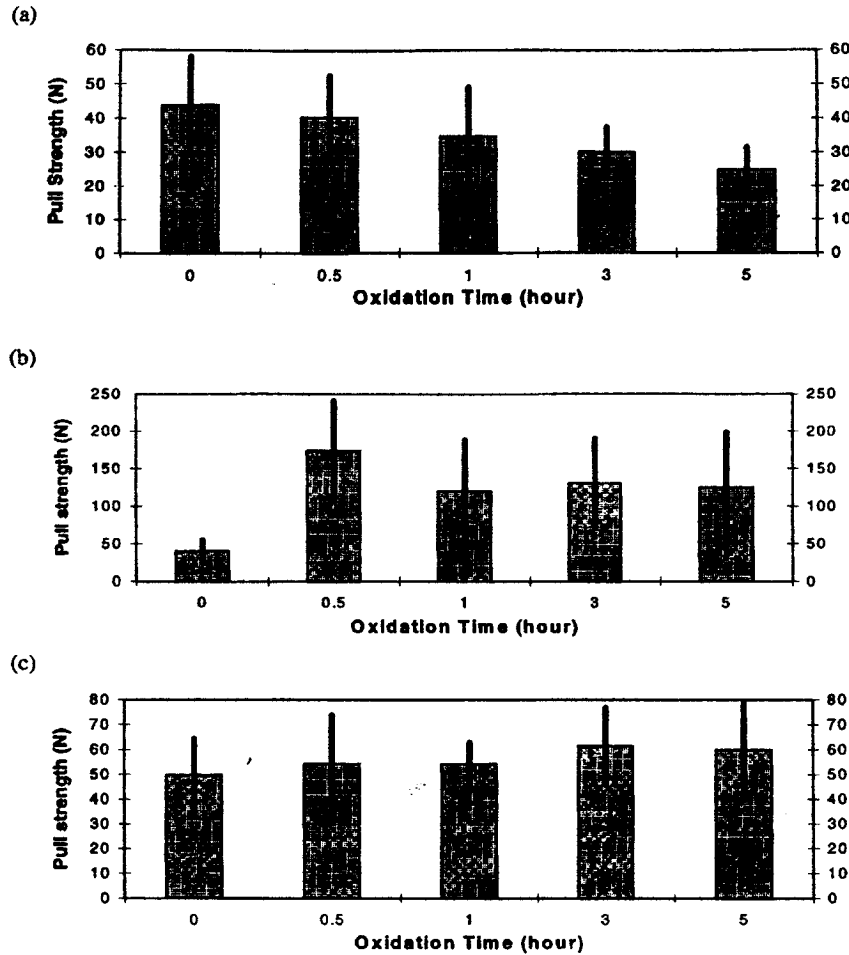 (a)
60 60
50 50
40 40
30 30
20 20
10 10
0 0
Pull Strength (N)
0 0.5 1 3 5
Oxidation Time (hour)
(b)
250 250
200 200
150 150
100 100
50 50
0 0
Pull strength (N)
0 0.5 1 3 5
Oxidation Time (hour)
(c)
80 80
70 70
60 60
50 50
40 40
30 30
20 20
10 10
0 0
Pull strength (N)
0 0.5 1 3 5
Oxidation Time (hour)